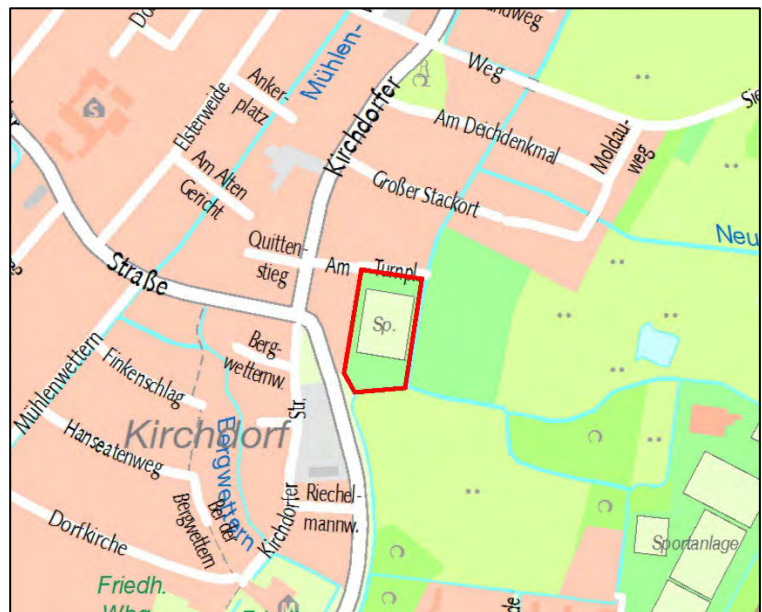 Mühlen-
Weg
Anker-
platz
Elsterweide
Kirchdorfer
Am Deichdenkmal
Moldau-
weg
S
Am Alten
Gericht
Großer Stackort
Quitten-
stieg
Am Turnpl.
Neu
Straße
Sp.
Berg-
wetternw.
Finkenschlag
Mühlenwettern
Str.
Kirchdorf
Hanseatenweg
Bergwettern
Bei der
Bergwettern
Riechel-
mannw.
Kirchdorfer
Dorfkirche
Sportanlage
Friedh.
M